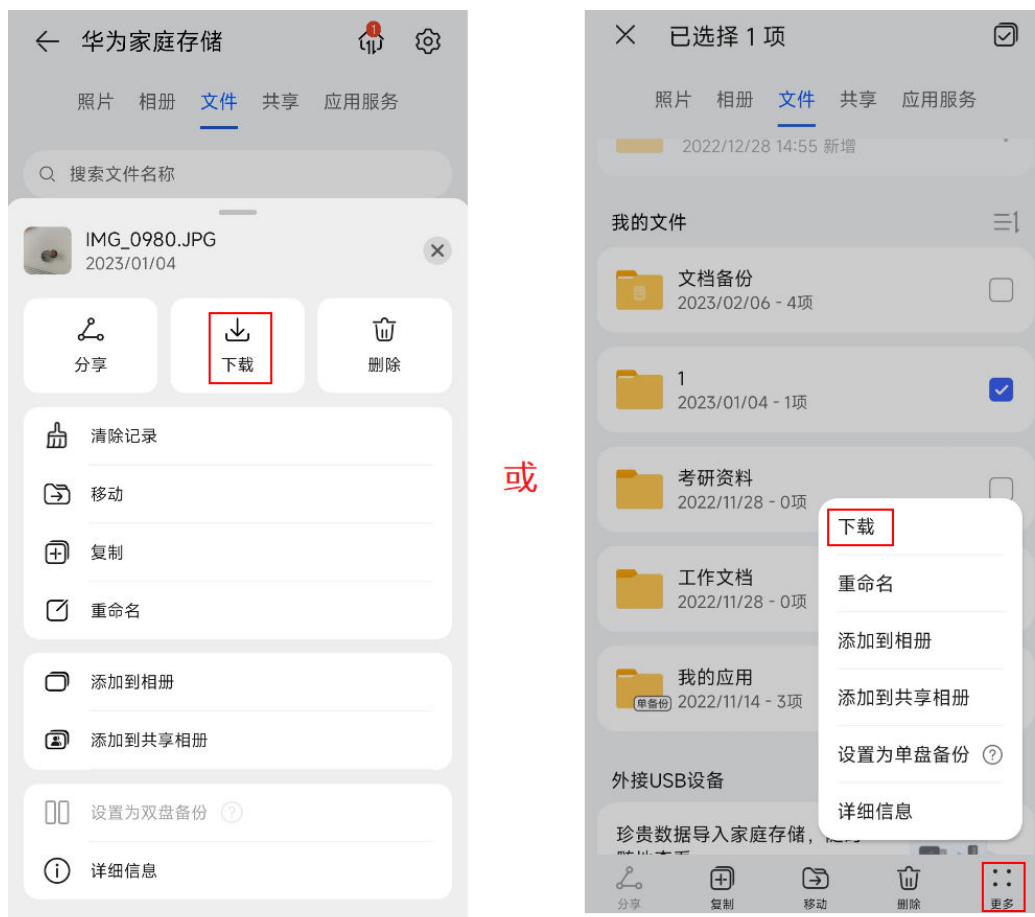 华为家庭存储
1
照片 相册 文件 共享 应用服务
搜索文件名称
IMG_0980.JPG
2023/01/04
分享 下载 删除
清除记录
移动
复制
重命名
添加到相册
添加到共享相册
设置为双盘备份
详细信息
或
已选择 1 项
照片 相册 文件 共享 应用服务
2022/12/28 14:55 新增
我的文件
文档备份
2023/02/06 - 4项
1
2023/01/04 - 1项
考研资料
2022/11/28 - 0项
工作文档
2022/11/28 - 0项
我的应用
单备份 2022/11/14 - 3项
下载
重命名
添加到相册
添加到共享相册
设置为单盘备份
详细信息
外接USB设备
珍贵数据导入家庭存储,
分享 复制 移动 删除 更多